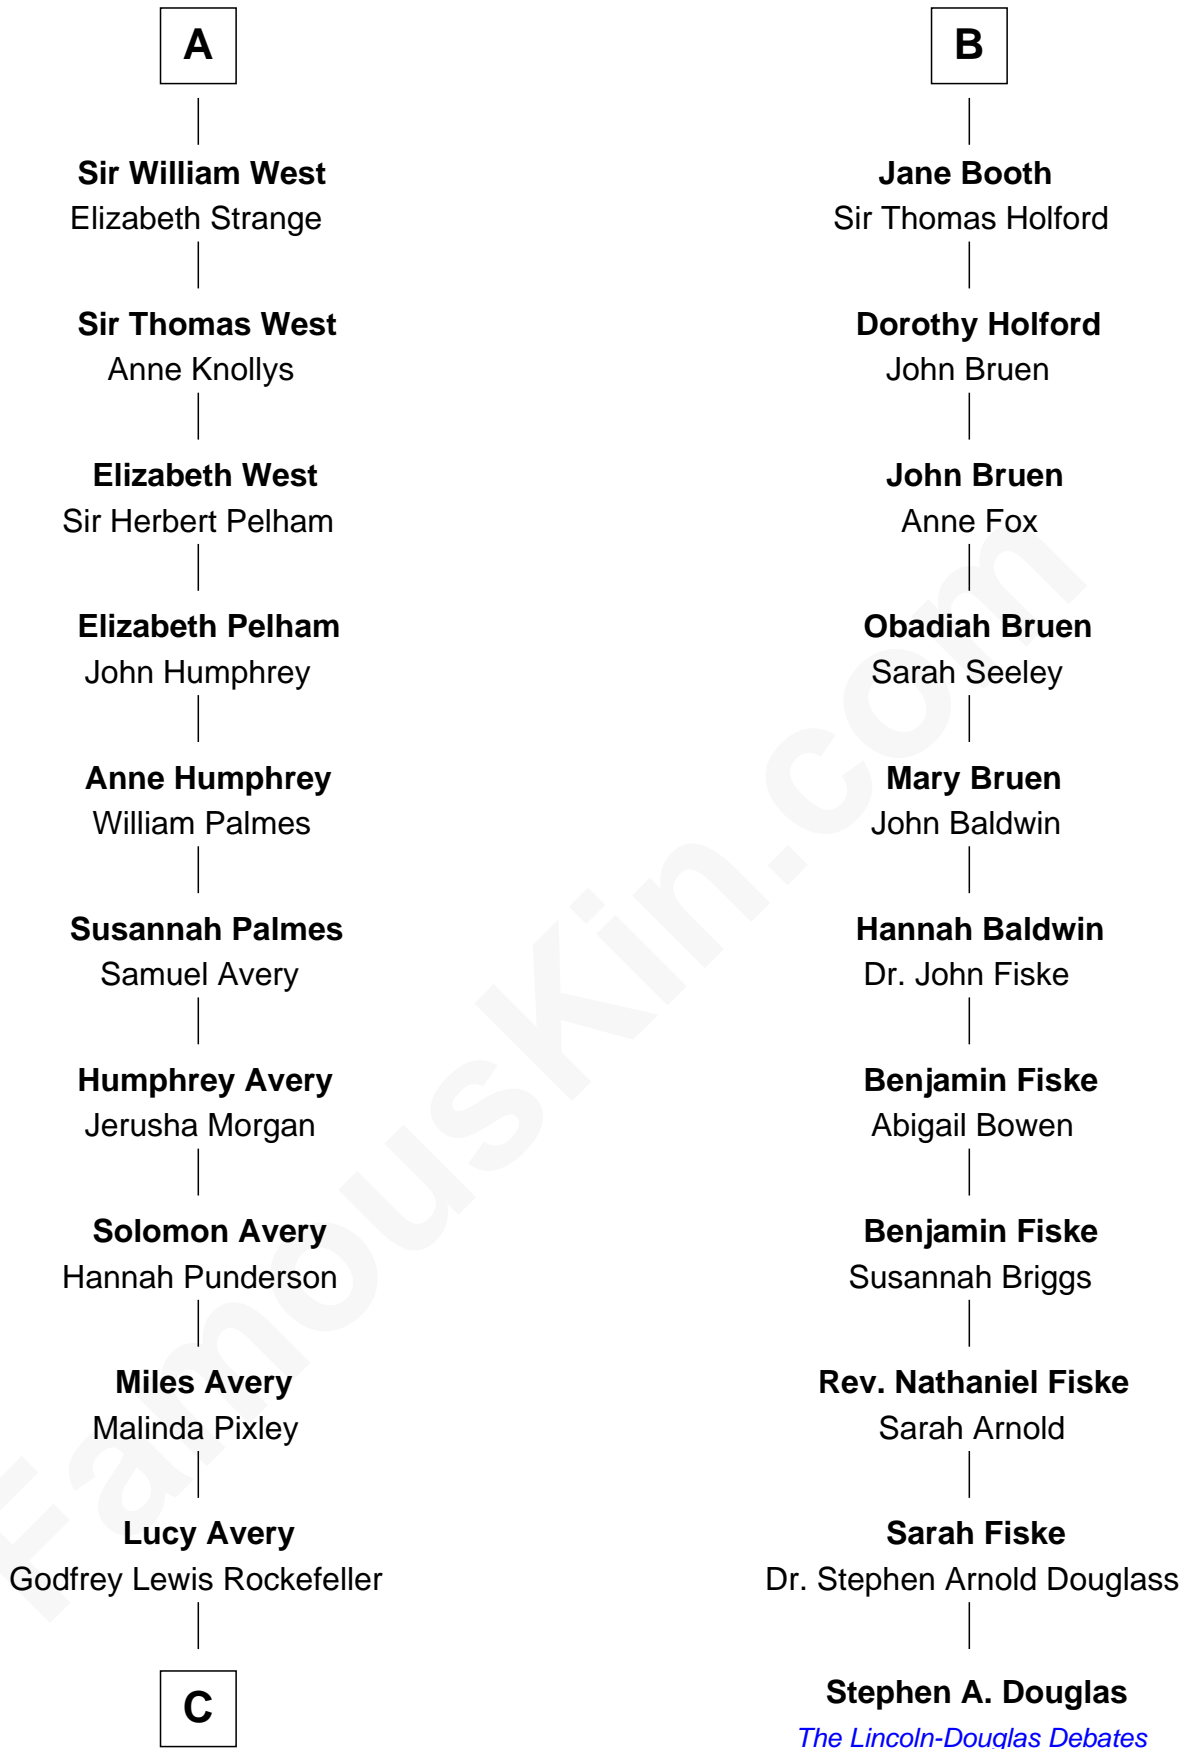 A
Sir William West
Elizabeth Strange
Sir Thomas West
Anne Knollys
Elizabeth West
Sir Herbert Pelham
Elizabeth Pelham
John Humphrey
Anne Humphrey
William Palmes
Susannah Palmes
Samuel Avery
Humphrey Avery
Jerusha Morgan
Solomon Avery
Hannah Punderson
Miles Avery
Malinda Pixley
Lucy Avery
Godfrey Lewis Rockefeller
C
B
Jane Booth
Sir Thomas Holford
Dorothy Holford
John Bruen
John Bruen
Anne Fox
Obadiah Bruen
Sarah Seeley
Mary Bruen
John Baldwin
Hannah Baldwin
Dr. John Fiske
Benjamin Fiske
Abigail Bowen
Benjamin Fiske
Susannah Briggs
Rev. Nathaniel Fiske
Sarah Arnold
Sarah Fiske
Dr. Stephen Arnold Douglass
Stephen A. Douglas
The Lincoln-Douglas Debates
FamousKin.com